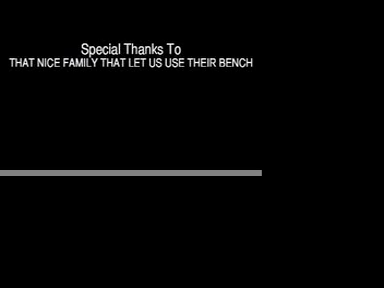 Special Thanks To
THAT NICE FAMILY THAT LET US USE THEIR BENCH